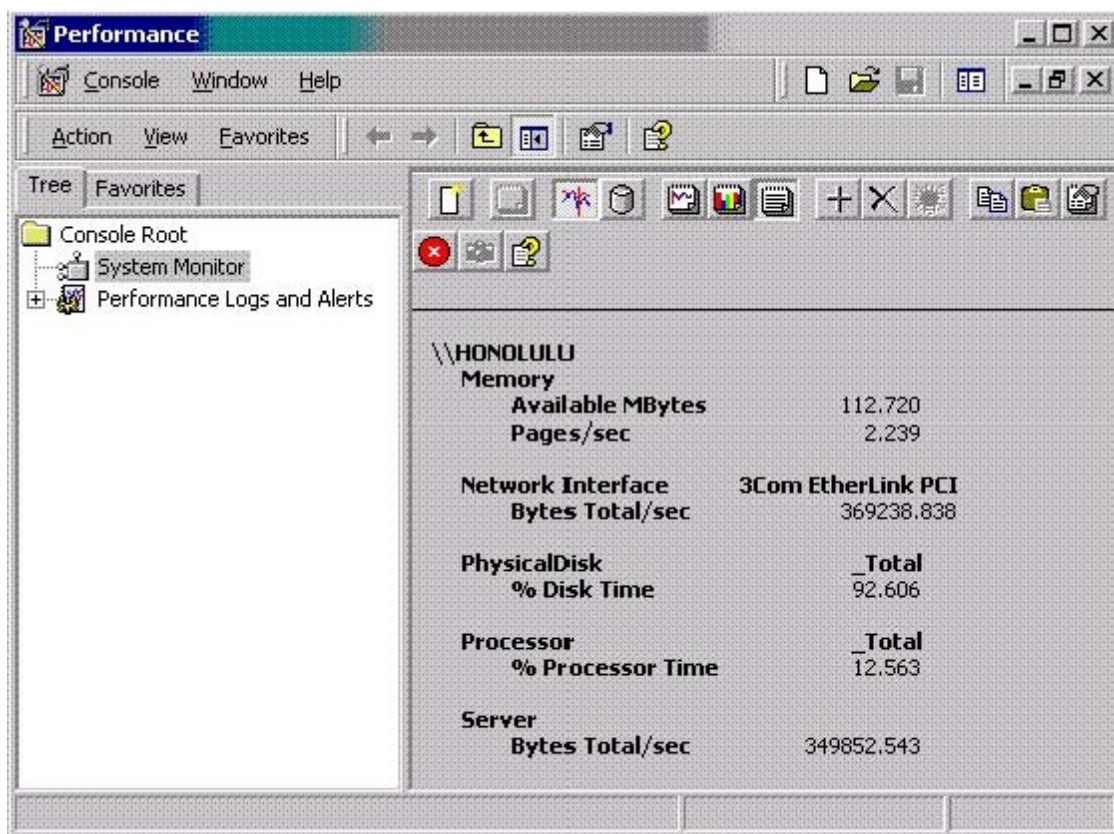 Performance
Console Window Help
Action View Favorites
Tree Favorites
Console Root
System Monitor
Performance Logs and Alerts
\\HONOLULU
Memory
Available MBytes 112.720
Pages/sec 2.239
Network Interface 3Com EtherLink PCI
Bytes Total/sec 369238.838
PhysicalDisk _Total
% Disk Time 92.606
Processor _Total
% Processor Time 12.563
Server
Bytes Total/sec 349852.543